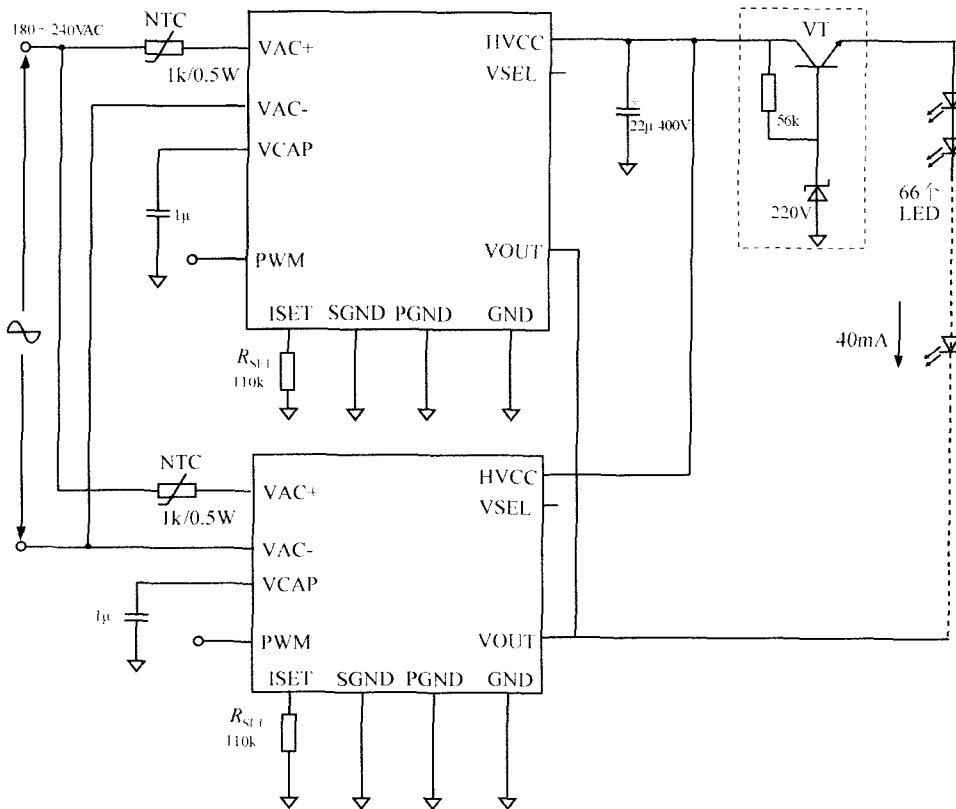 180~240VAC
NTC
1k/0.5W
VAC+
VAC-
VCAP
1μ
PWM
ISET
SGND
PGND
GND
HVCC
VSEL
VOUT
RSET
110k
22μ 400V
+
VT
56k
220V
66个
LED
40mA
NTC
1k/0.5W
VAC+
VAC-
VCAP
1μ
PWM
ISET
SGND
PGND
GND
HVCC
VSEL
VOUT
RSET
110k